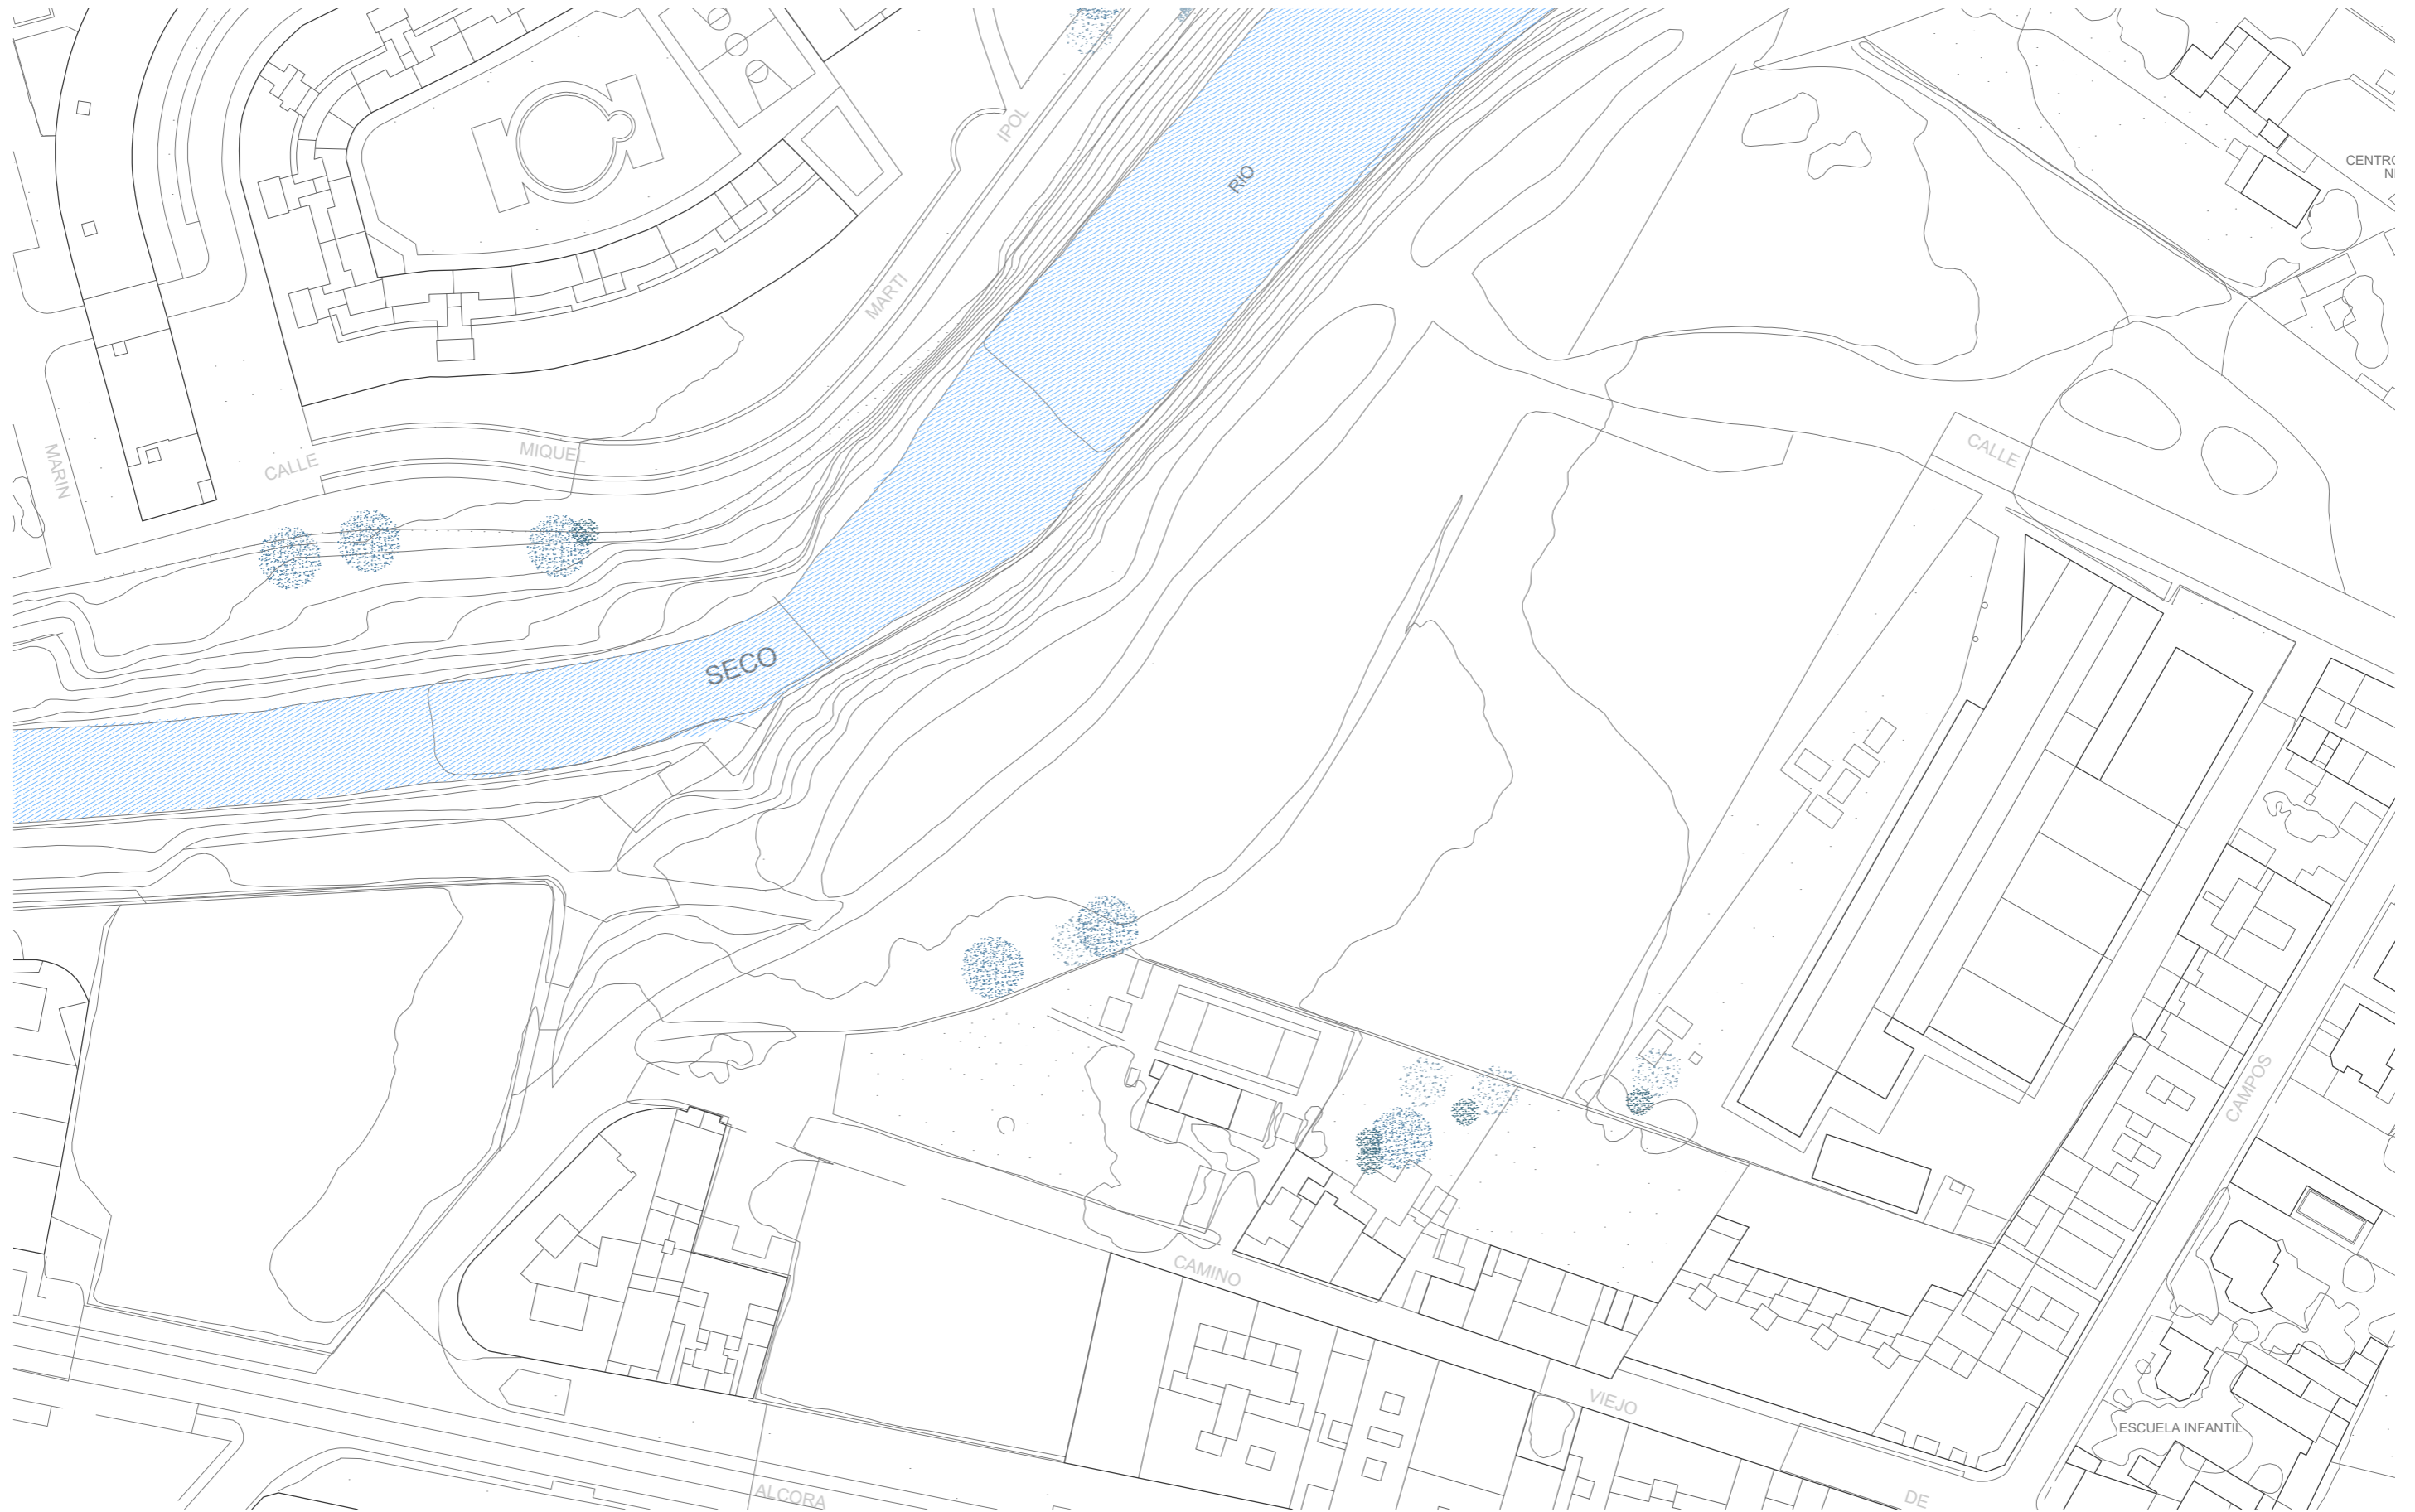 IPOL
RIO
CENTRO
MARTI
MARIN
CALLE
MIQUEL
CALLE
SECO
CAMPOS
CAMINO
VIEJO
ESCUELA INFANTIL
ALCORA
DE